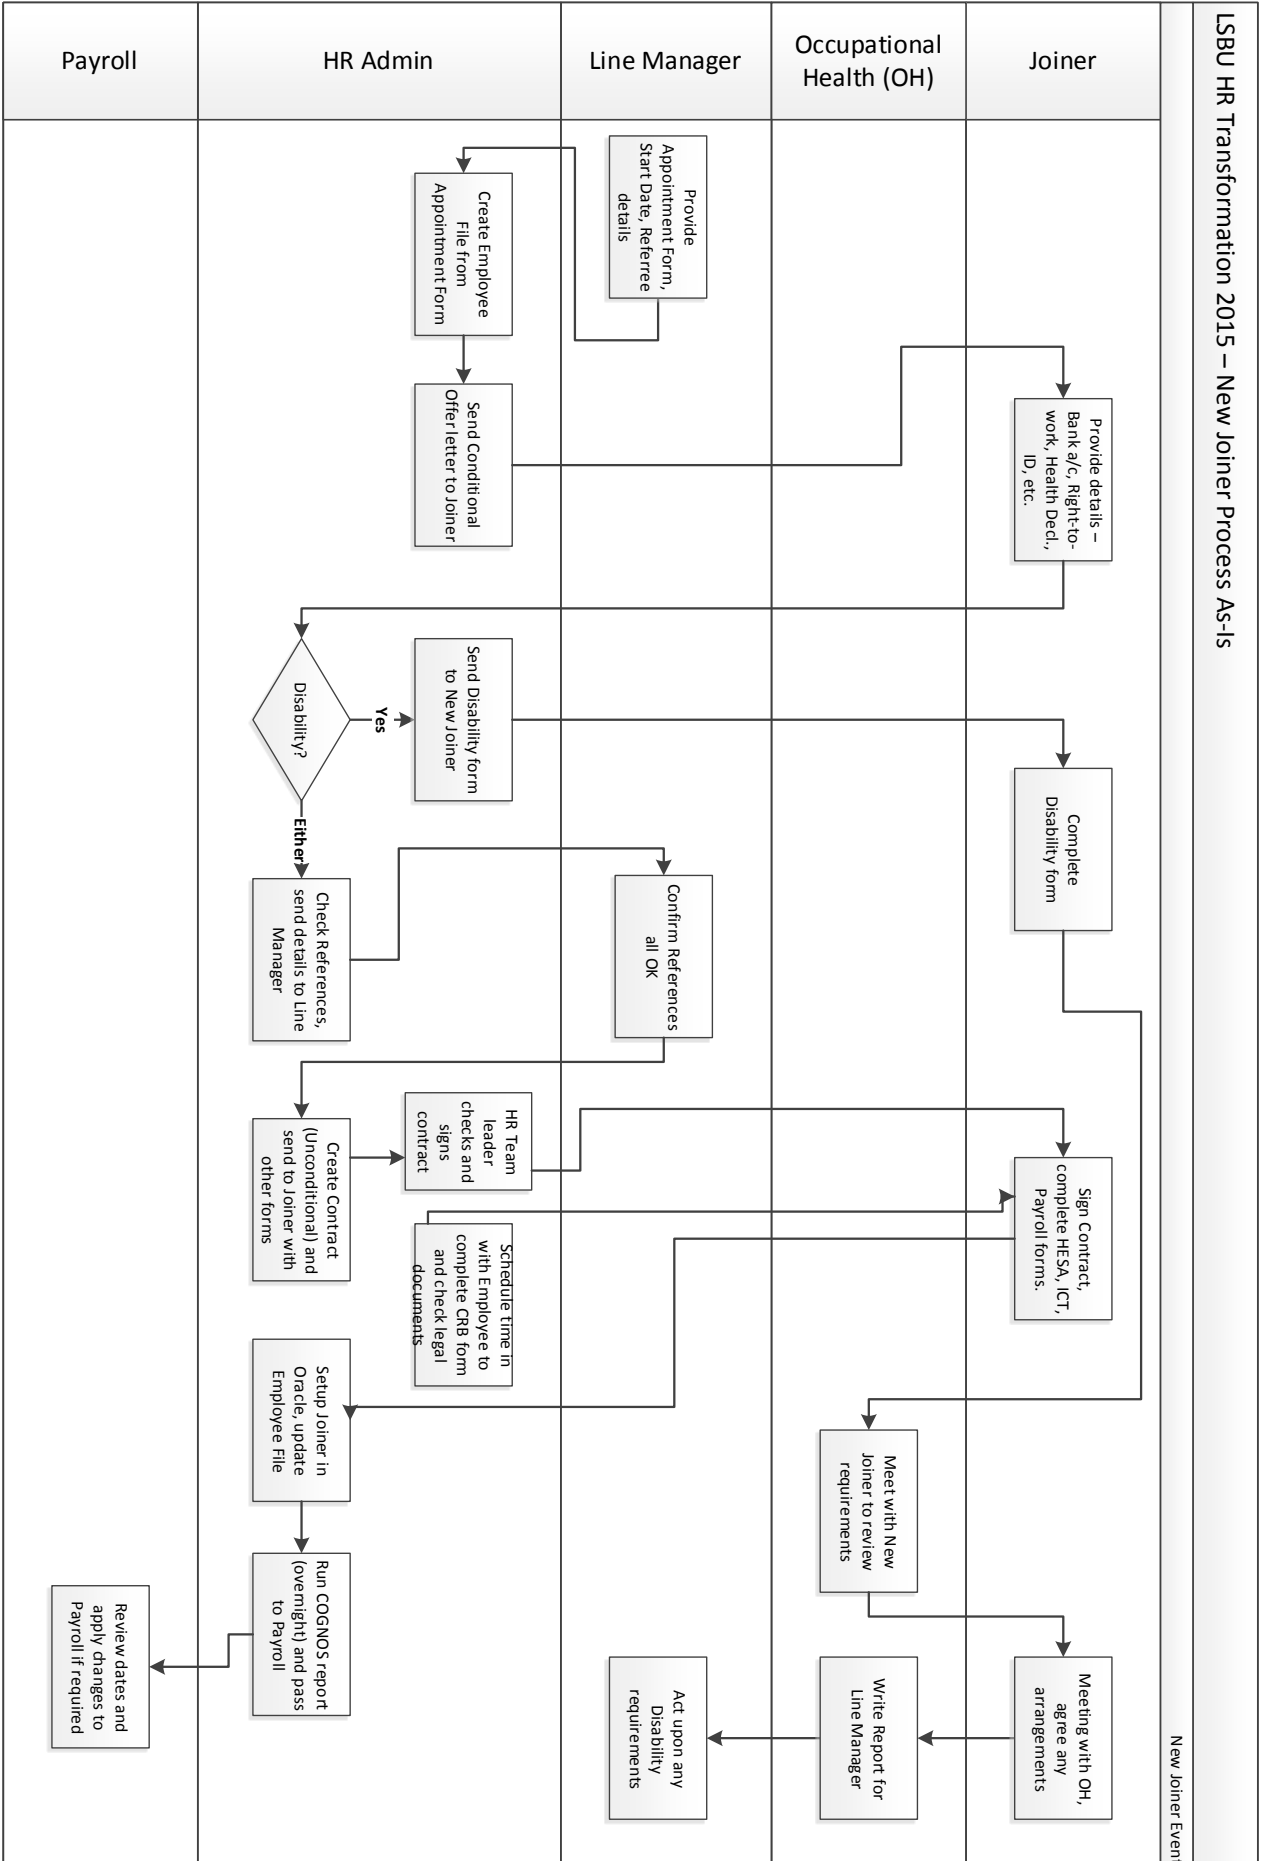 LSBU HR Transformation 2015 – New Joiner Process As-Is
New Joiner Event
Payroll
HR Admin
Line Manager
Occupational
Health (OH)
Joiner
Provide
Appointment Form,
Start Date, Referree
details
Create Employee
File from
Appointment Form
Send Conditional
Offer letter to Joiner
Provide details –
Bank a/c, Right-to-
work, Health Decl.,
ID, etc.
Disability?
Yes
Either
Send Disability form
to New Joiner
Complete
Disability form
Check References,
send details to Line
Manager
Confirm References
all OK
Create Contract
(Unconditional) and
send to Joiner with
other forms
HR Team
leader
checks and
signs
contract
Schedule time in
with Employee to
complete CRB form
and check legal
documents
Sign Contract,
complete HESA, ICT,
Payroll forms.
Setup Joiner in
Oracle, update
Employee File
Run COGNOS report
(overnight) and pass
to Payroll
Review dates and
apply changes to
Payroll if required
Meet with New
Joiner to review
requirements
Meeting with OH,
agree any
arrangements
Write Report for
Line Manager
Act upon any
Disability
requirements